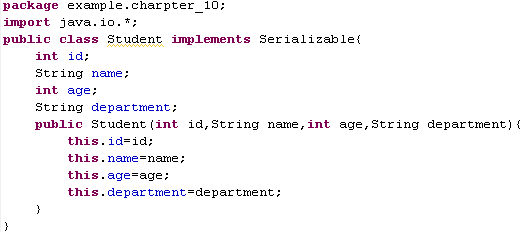 package example.charpter_10;
import java.io.*;
public class Student implements Serializable{
    int id;
    String name;
    int age;
    String department;
    public Student(int id,String name,int age,String department){
        this.id=id;
        this.name=name;
        this.age=age;
        this.department=department;
    }
}